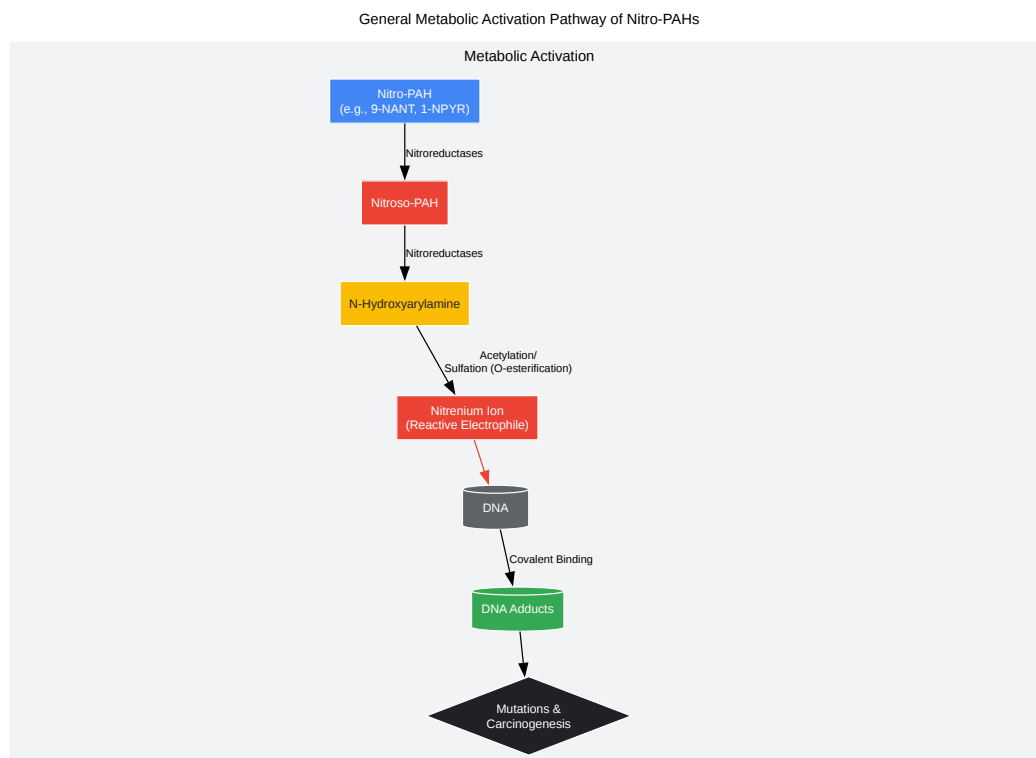 General Metabolic Activation Pathway of Nitro-PAHs
Metabolic Activation
Nitro-PAH
(e.g., 9-NANT, 1-NPYR)
Nitroreductases
Nitroso-PAH
Nitroreductases
N-Hydroxyarylamine
Acetylation/
Sulfation (O-esterification)
Nitrenium Ion
(Reactive Electrophile)
DNA
Covalent Binding
DNA Adducts
Mutations &
Carcinogenesis